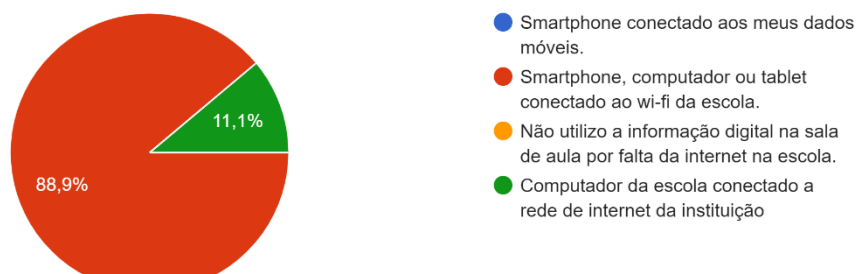 88,9%
11,1%
Smartphone conectado aos meus dados
móveis.
Smartphone, computador ou tablet
conectado ao wi-fi da escola.
Não utilizo a informação digital na sala
de aula por falta da internet na escola.
Computador da escola conectado a
rede de internet da instituição